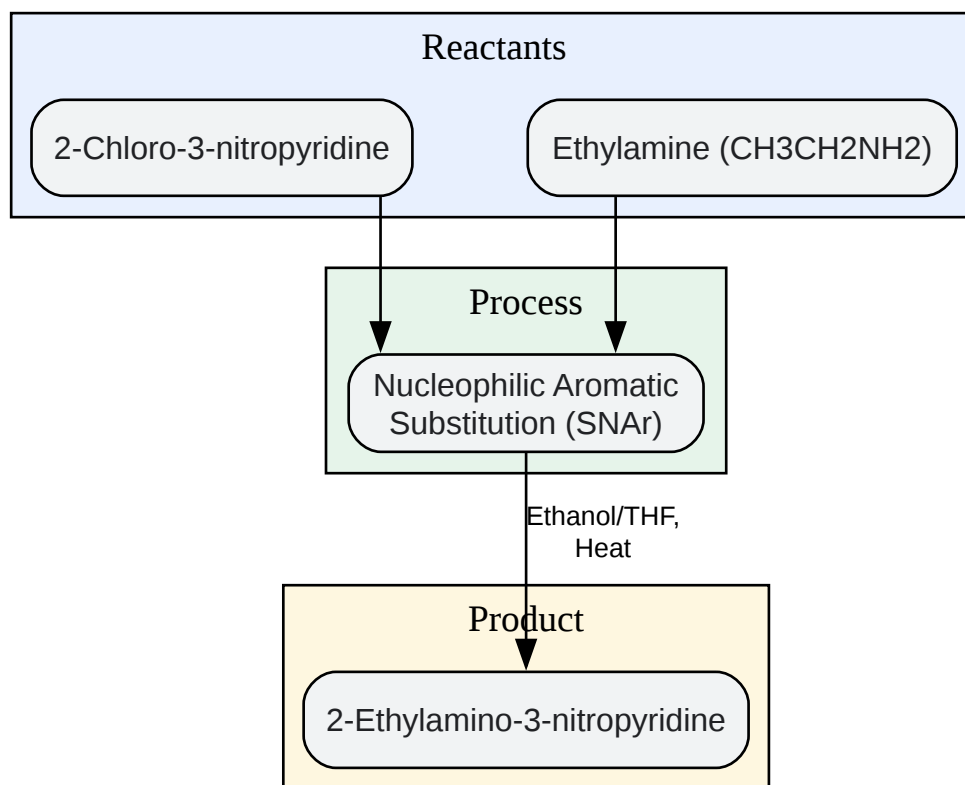 Reactants
2-Chloro-3-nitropyridine
Ethylamine (CH3CH2NH2)
Process
Nucleophilic Aromatic
Substitution (SNAr)
Ethanol/THF,
Heat
Product
2-Ethylamino-3-nitropyridine